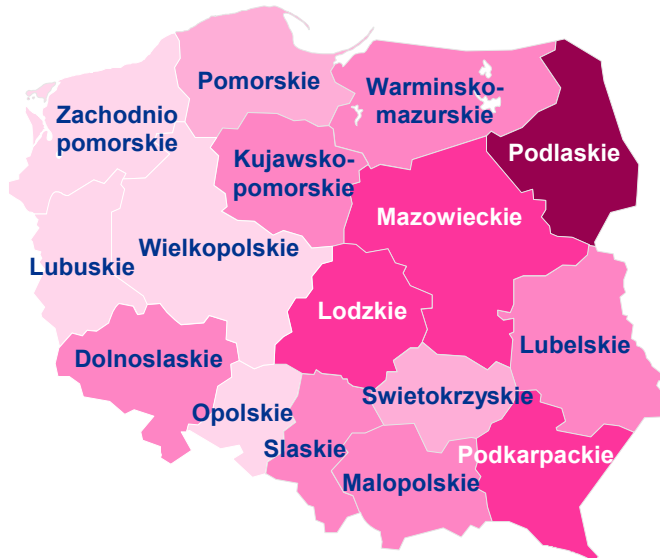 Pomorskie
Warminsko-
mazurskie
Zachodnio
pomorskie
Podlaskie
Kujawsko-
pomorskie
Mazowieckie
Wielkopolskie
Lubuskie
Lodzkie
Lubelskie
Dolnoslaskie
Swietokrzyskie
Opolskie
Slaskie
Podkarpackie
Malopolskie